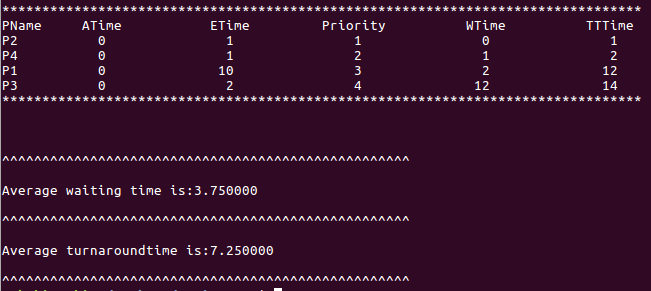 ********************************************************************************
PName ATime ETime Priority WTime TTTime
P2 0 1 1 0 1
P4 0 1 2 1 2
P1 0 10 3 2 12
P3 0 2 4 12 14
********************************************************************************
^^^^^^^^^^^^^^^^^^^^^^^^^^^^^^^^^^^^^^^^^^^^^^^^^^^
Average waiting time is:3.750000
^^^^^^^^^^^^^^^^^^^^^^^^^^^^^^^^^^^^^^^^^^^^^^^^^^^
Average turnaroundtime is:7.250000
^^^^^^^^^^^^^^^^^^^^^^^^^^^^^^^^^^^^^^^^^^^^^^^^^^^